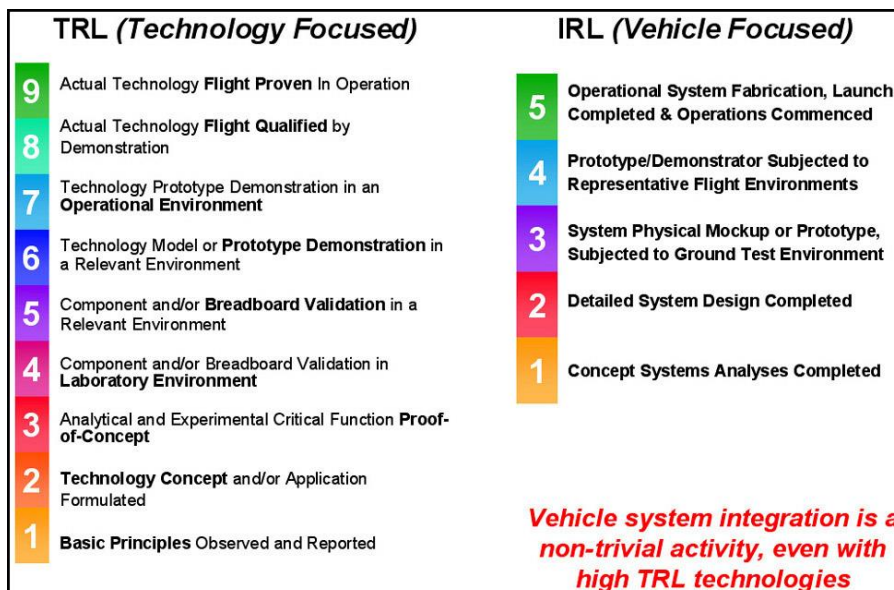 TRL (Technology Focused)
9
Actual Technology Flight Proven In Operation
8
Actual Technology Flight Qualified by
Demonstration
7
Technology Prototype Demonstration in an
Operational Environment
6
Technology Model or Prototype Demonstration in
a Relevant Environment
5
Component and/or Breadboard Validation in a
Relevant Environment
4
Component and/or Breadboard Validation in
Laboratory Environment
3
Analytical and Experimental Critical Function Proof-
of-Concept
2
Technology Concept and/or Application
Formulated
1
Basic Principles Observed and Reported
IRL (Vehicle Focused)
5
Operational System Fabrication, Launch
Completed & Operations Commenced
4
Prototype/Demonstrator Subjected to
Representative Flight Environments
3
System Physical Mockup or Prototype,
Subjected to Ground Test Environment
2
Detailed System Design Completed
1
Concept Systems Analyses Completed
Vehicle system integration is a
non-trivial activity, even with
high TRL technologies